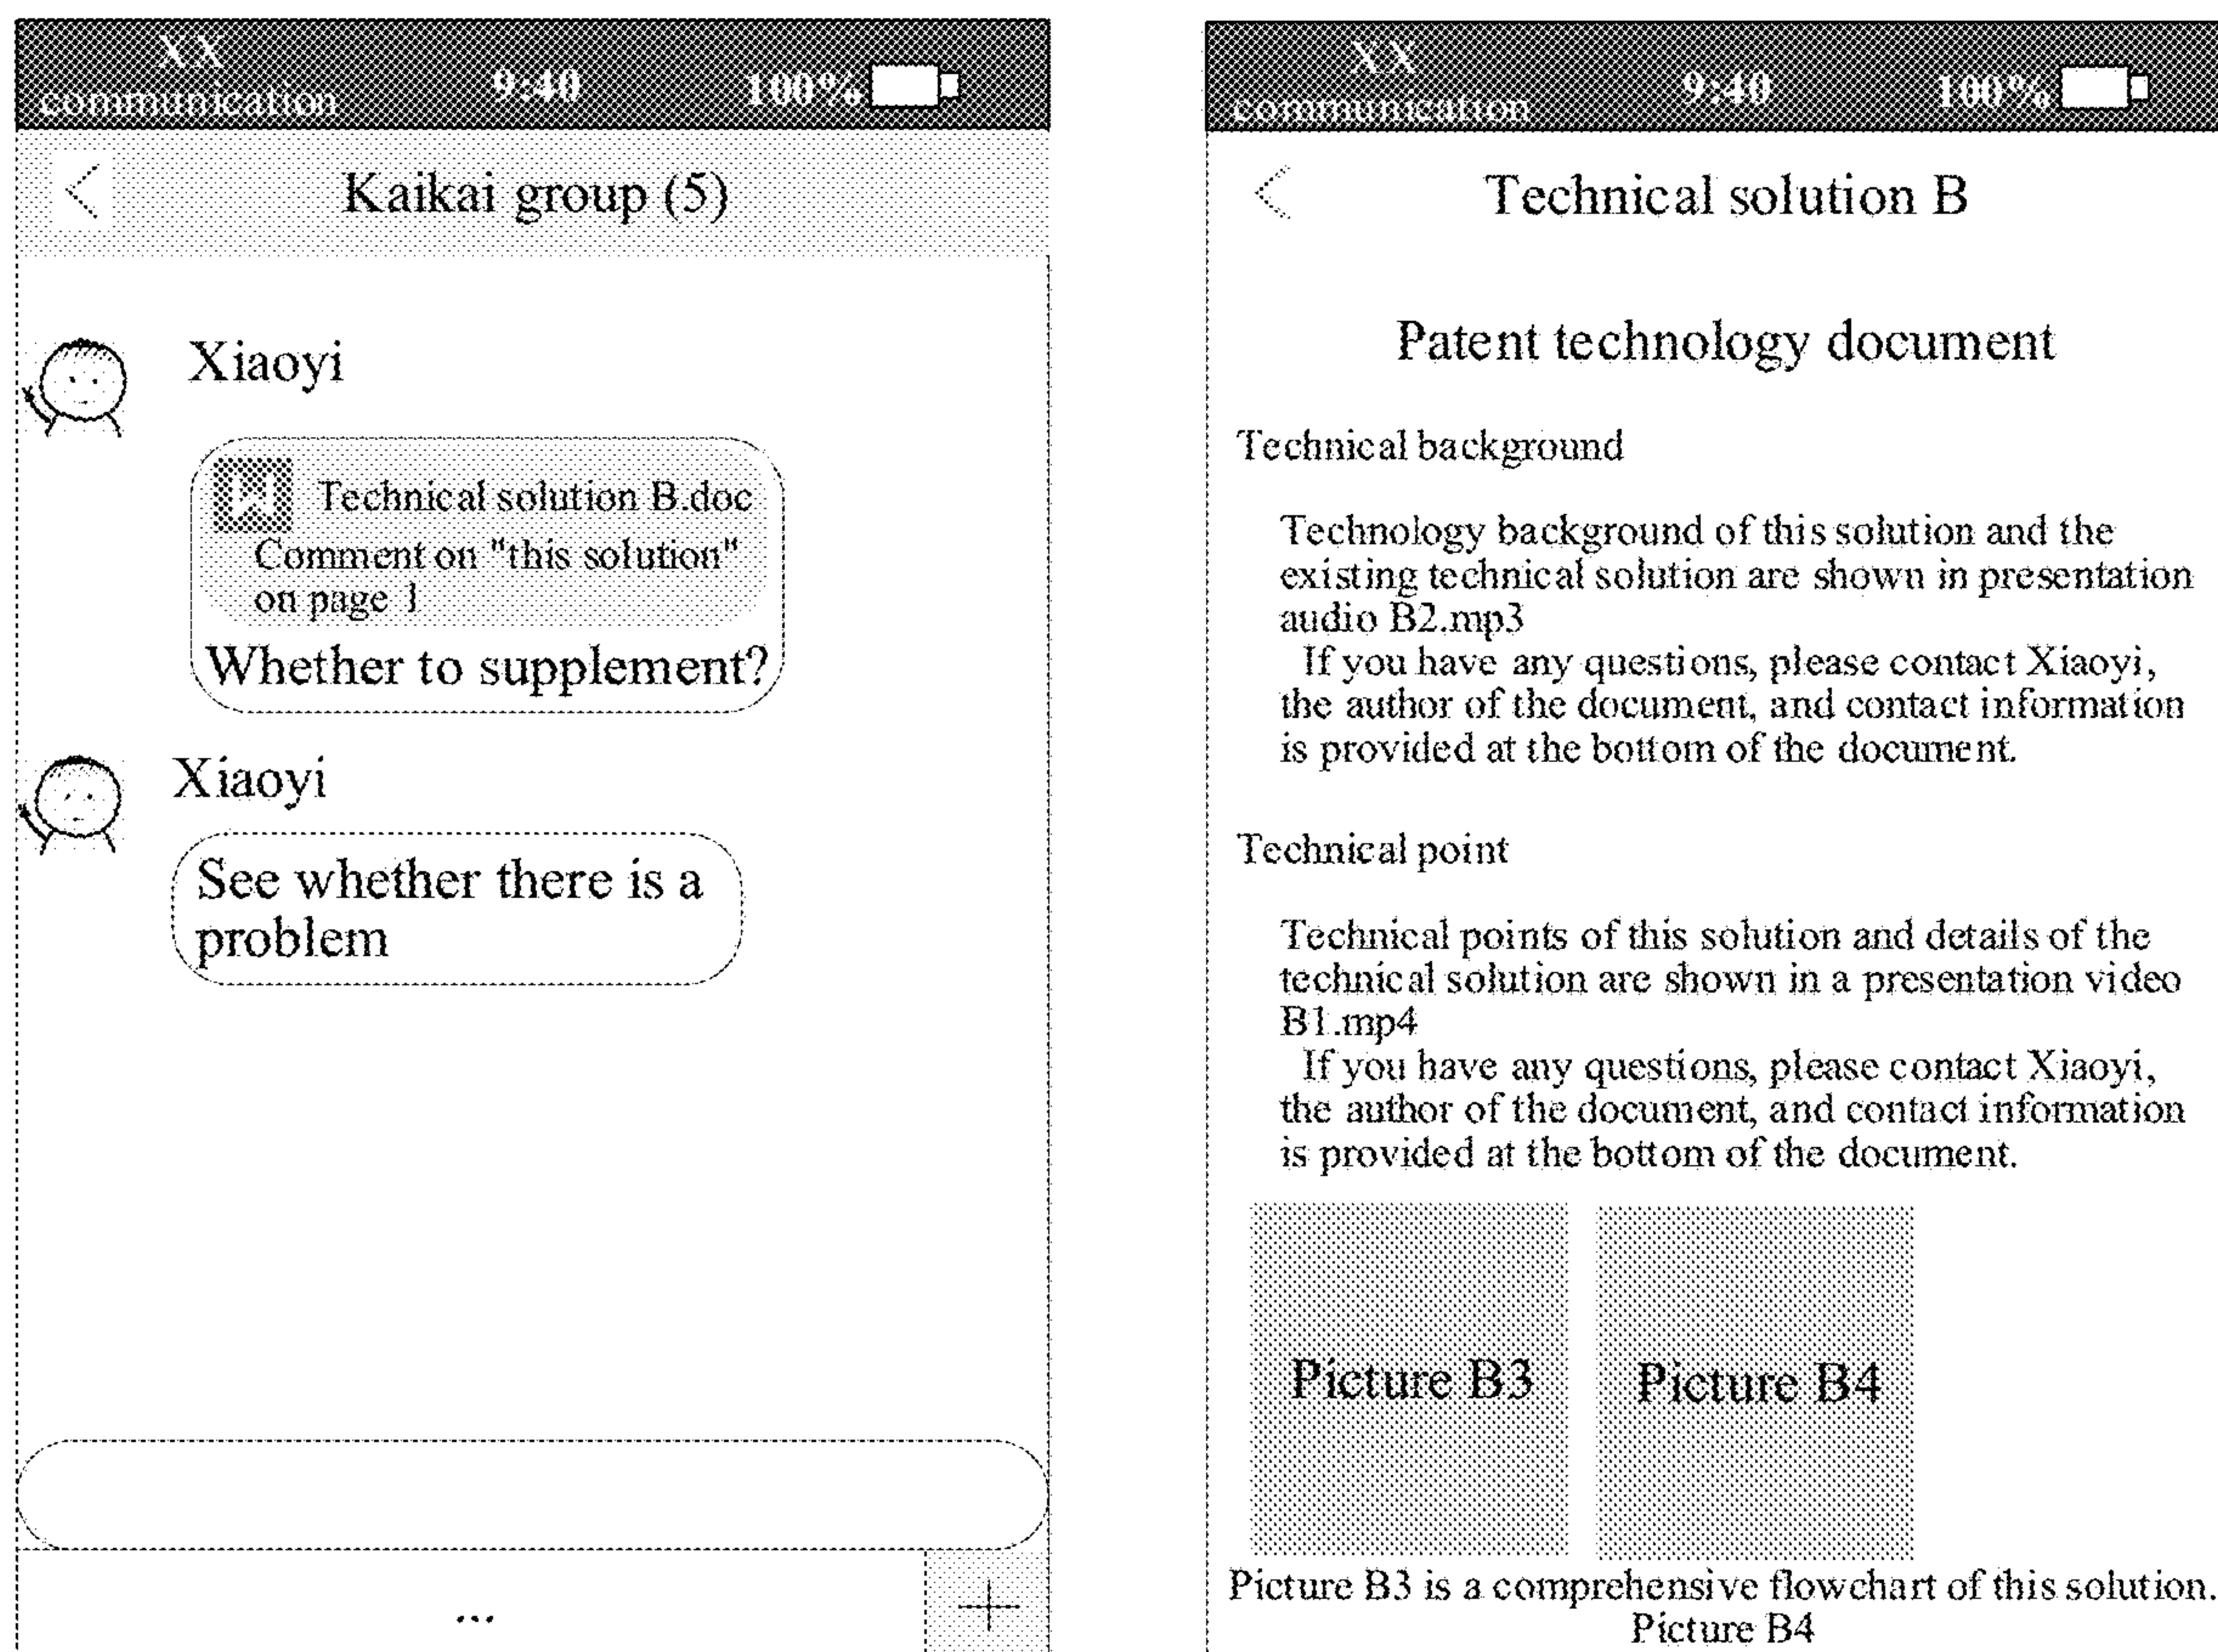 XX
communication
9:40
100%
Kaikai group (5)
Xiaoyi
Technical solution B.doc
Comment on "this solution"
on page 1
Whether to supplement?
Xiaoyi
See whether there is a
problem
...
XX
communication
9:40
100%
Technical solution B
Patent technology document
Technical background
Technology background of this solution and the
existing technical solution are shown in presentation
audio B2.mp3
If you have any questions, please contact Xiaoyi,
the author of the document, and contact information
is provided at the bottom of the document.
Technical point
Technical points of this solution and details of the
technical solution are shown in a presentation video
B1.mp4
If you have any questions, please contact Xiaoyi,
the author of the document, and contact information
is provided at the bottom of the document.
Picture B3
Picture B4
Picture B3 is a comprehensive flowchart of this solution.
Picture B4